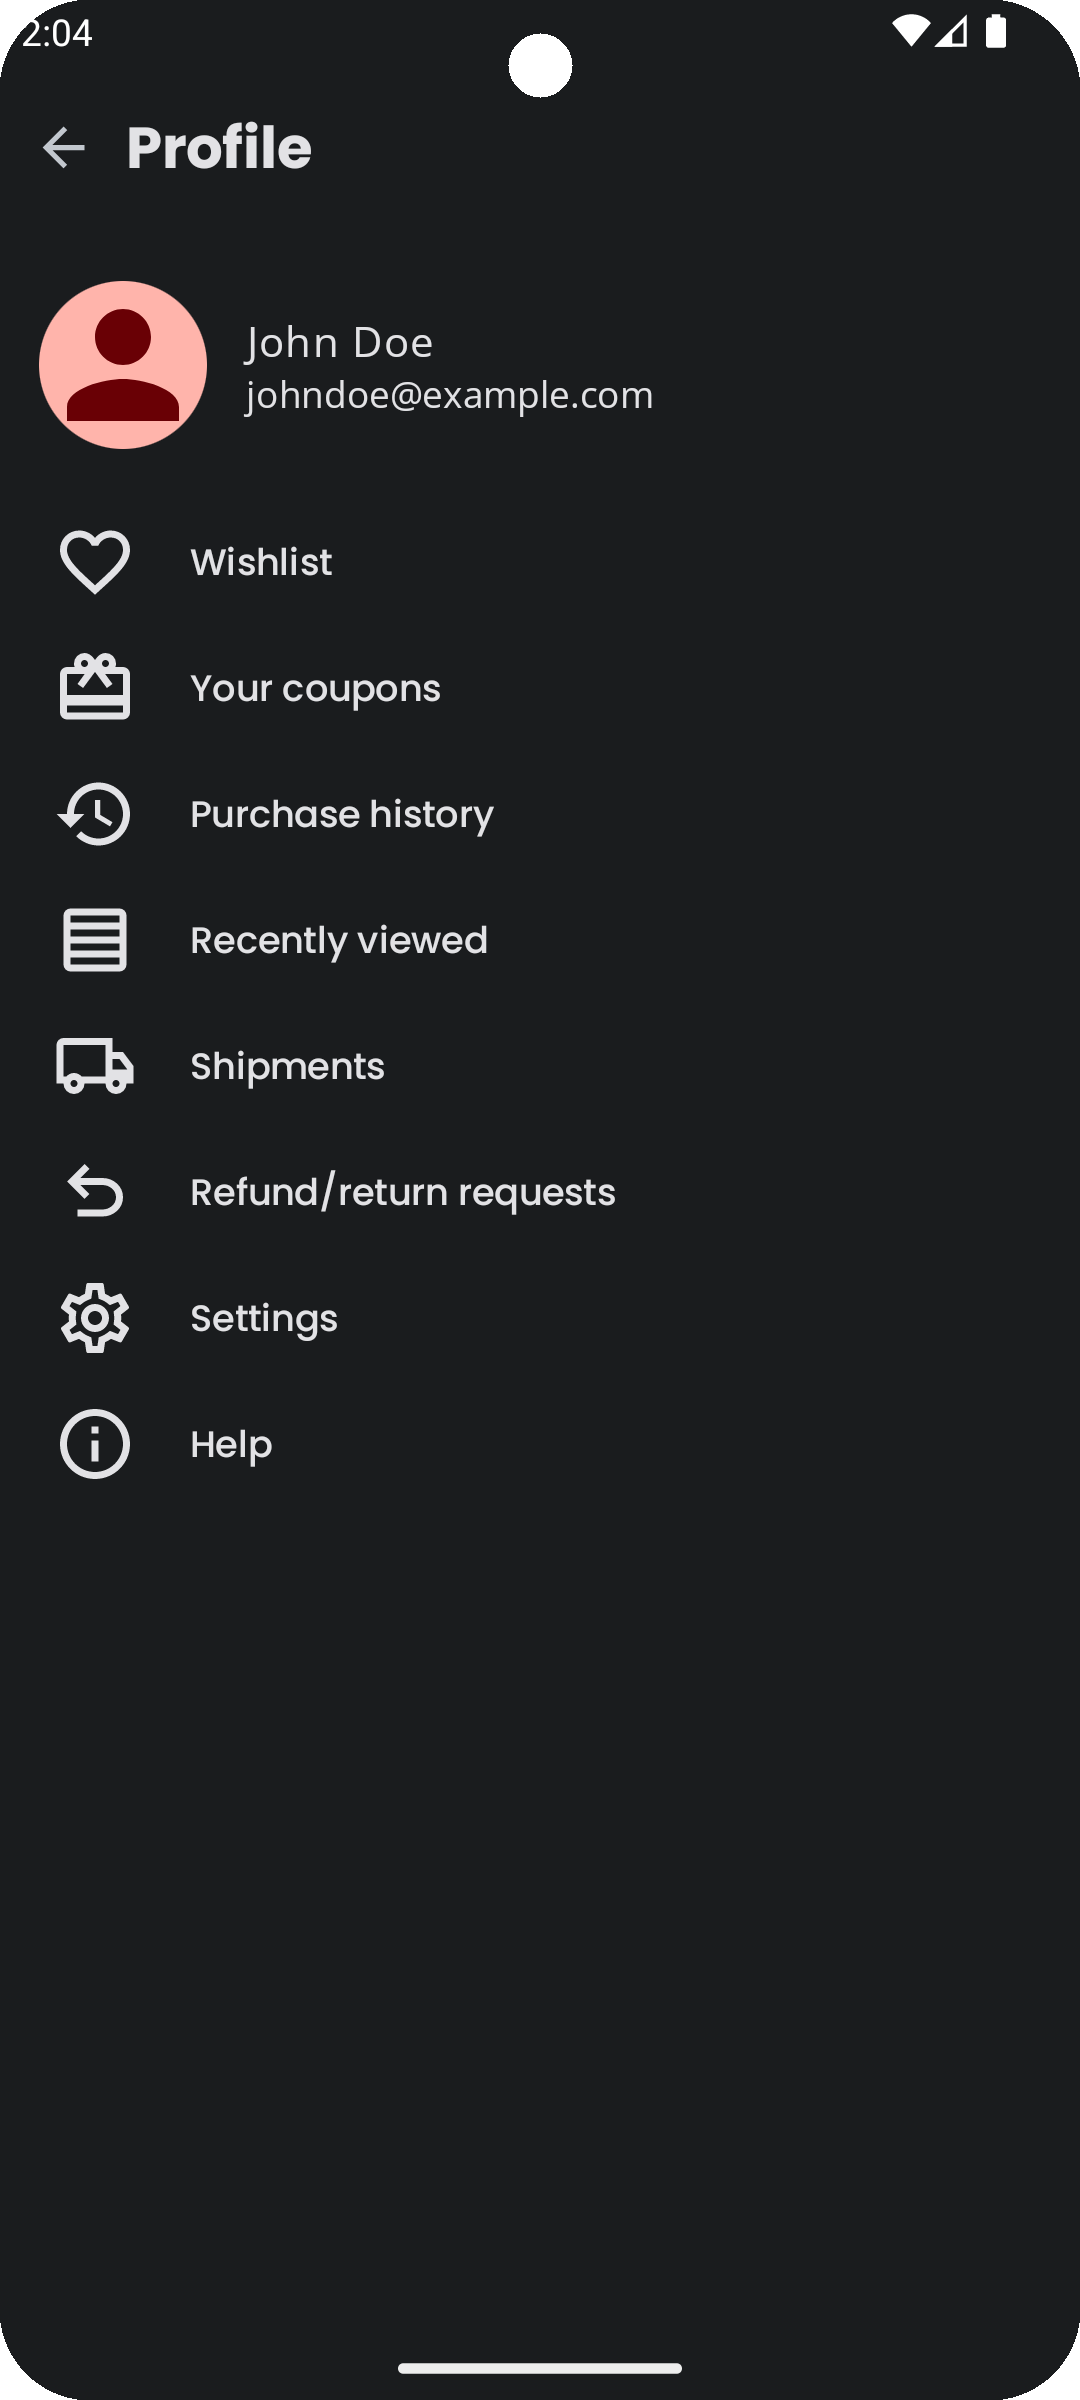 2:04
Profile
John Doe
johndoe@example.com
Wishlist
Your coupons
Purchase history
Recently viewed
Shipments
Refund/return requests
Settings
Help